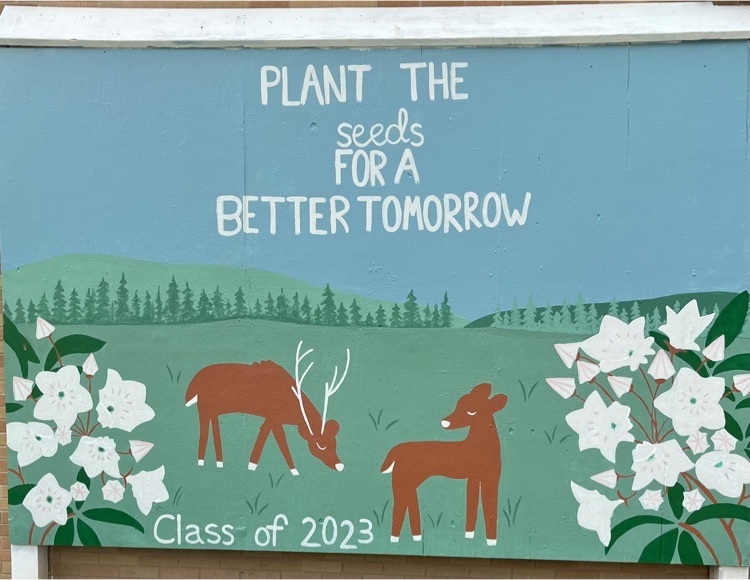 PLANT THE
seeds
FOR A
BETTER TOMORROW
Class of 2023